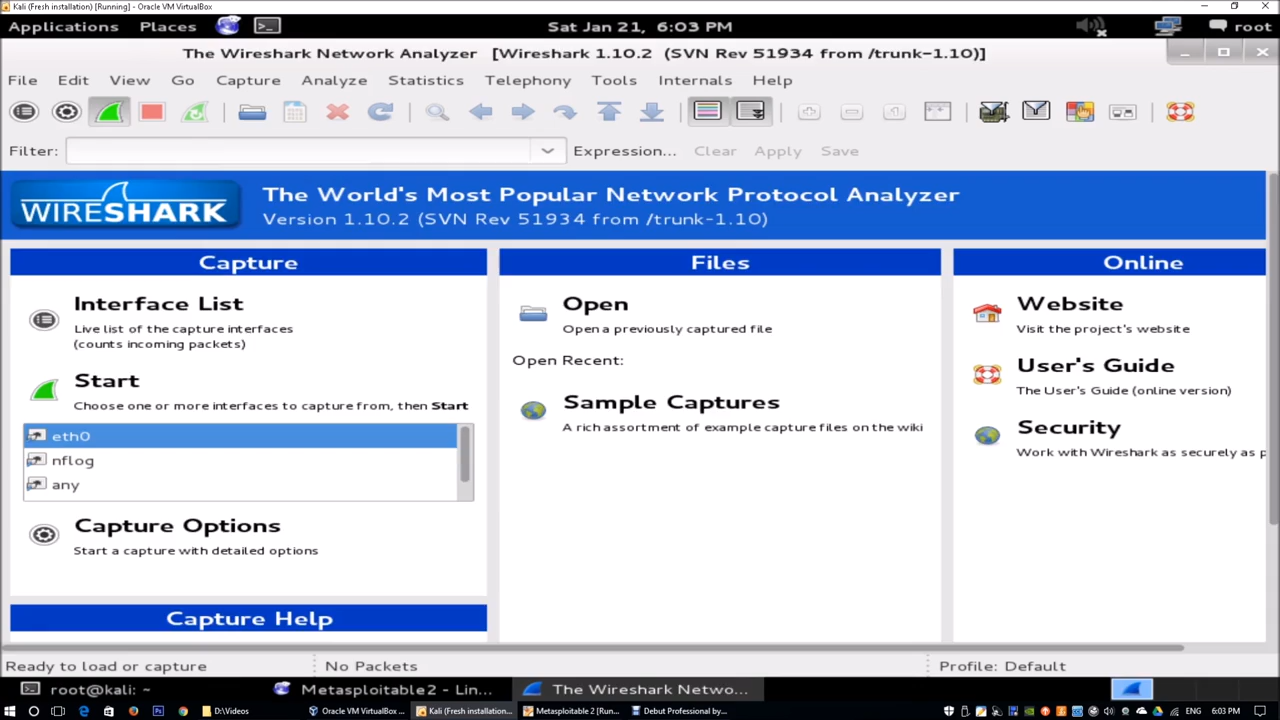 Kali (Fresh installation) [Running] - Oracle VM VirtualBox
Applications Places Sat Jan 21, 6:03 PM root
The Wireshark Network Analyzer [Wireshark 1.10.2 (SVN Rev 51934 from /trunk-1.10)]
File Edit View Go Capture Analyze Statistics Telephony Tools Internals Help
Filter: Expression... Clear Apply Save
WIRESHARK
The World's Most Popular Network Protocol Analyzer
Version 1.10.2 (SVN Rev 51934 from /trunk-1.10)
Capture
Interface List
Live list of the capture interfaces
(counts incoming packets)
Start
Choose one or more interfaces to capture from, then Start
eth0
nflog
any
Capture Options
Start a capture with detailed options
Capture Help
Files
Open
Open a previously captured file
Open Recent:
Sample Captures
A rich assortment of example capture files on the wiki
Online
Website
Visit the project's website
User's Guide
The User's Guide (online version)
Security
Work with Wireshark as securely as p
Ready to load or capture No Packets Profile: Default
root@kali: ~ Metasploitable2 - Lin... The Wireshark Netwo...
D:\Videos Oracle VM VirtualBox ... Kali (Fresh installation... Metasploitable 2 [Run... Debut Professional by... ENG 6:03 PM